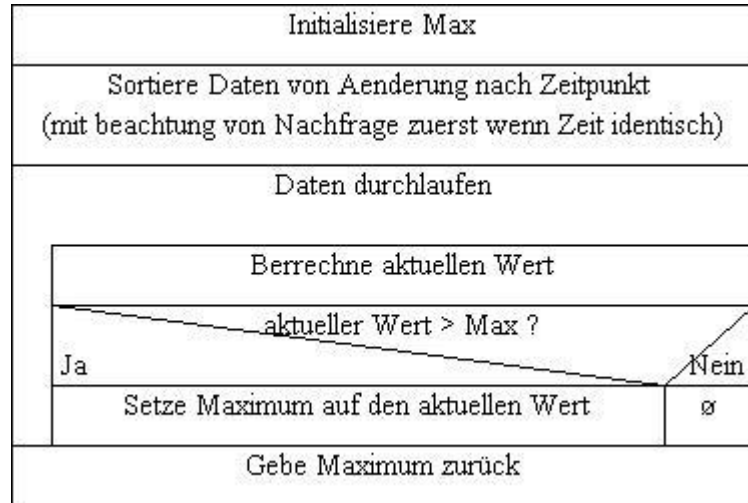 Initialisiere Max
Sortiere Daten von Aenderung nach Zeitpunkt
(mit beachtung von Nachfrage zuerst wenn Zeit identisch)
Daten durchlaufen
Berrechne aktuellen Wert
aktueller Wert > Max ?
Ja
Nein
Setze Maximum auf den aktuellen Wert
ø
Gebe Maximum zurück